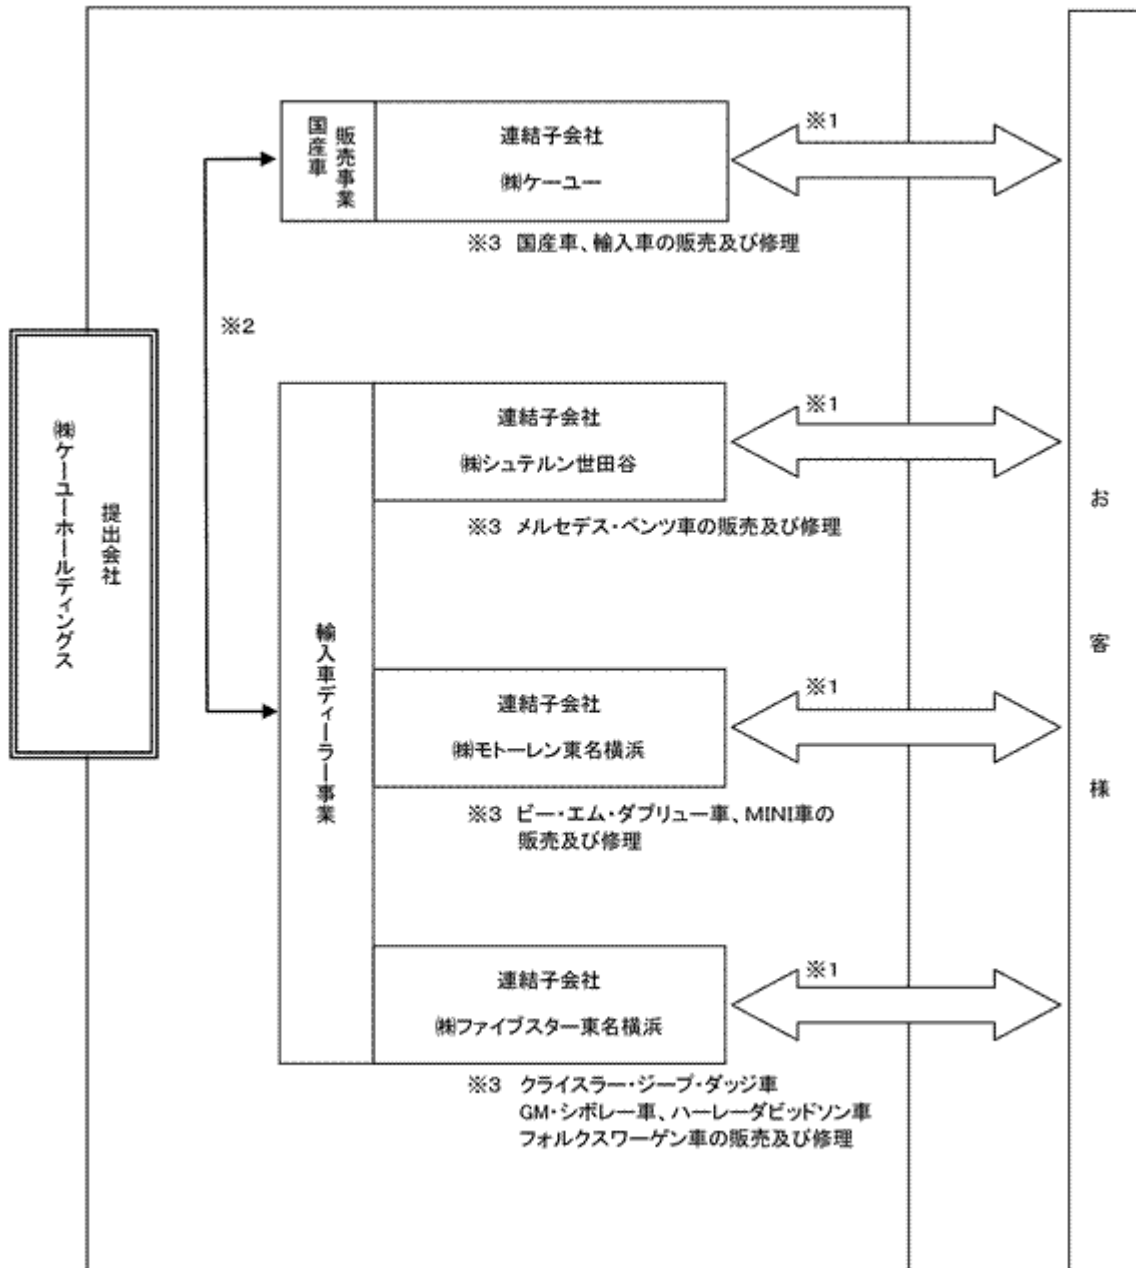 提出会社
㈱ケーユーホールディングス
※2
国産車
販売事業
連結子会社
㈱ケーユー
※1
※3 国産車、輸入車の販売及び修理
輸入車ディーラー事業
連結子会社
㈱シュテルン世田谷
※1
※3 メルセデス・ベンツ車の販売及び修理
連結子会社
㈱モトーレン東名横浜
※1
※3 ビー・エム・ダブリュー車、MINI車の
販売及び修理
連結子会社
㈱ファイブスター東名横浜
※1
※3 クライスラー・ジープ・ダッジ車
GM・シボレー車、ハーレーダビッドソン車
フォルクスワーゲン車の販売及び修理
お客様